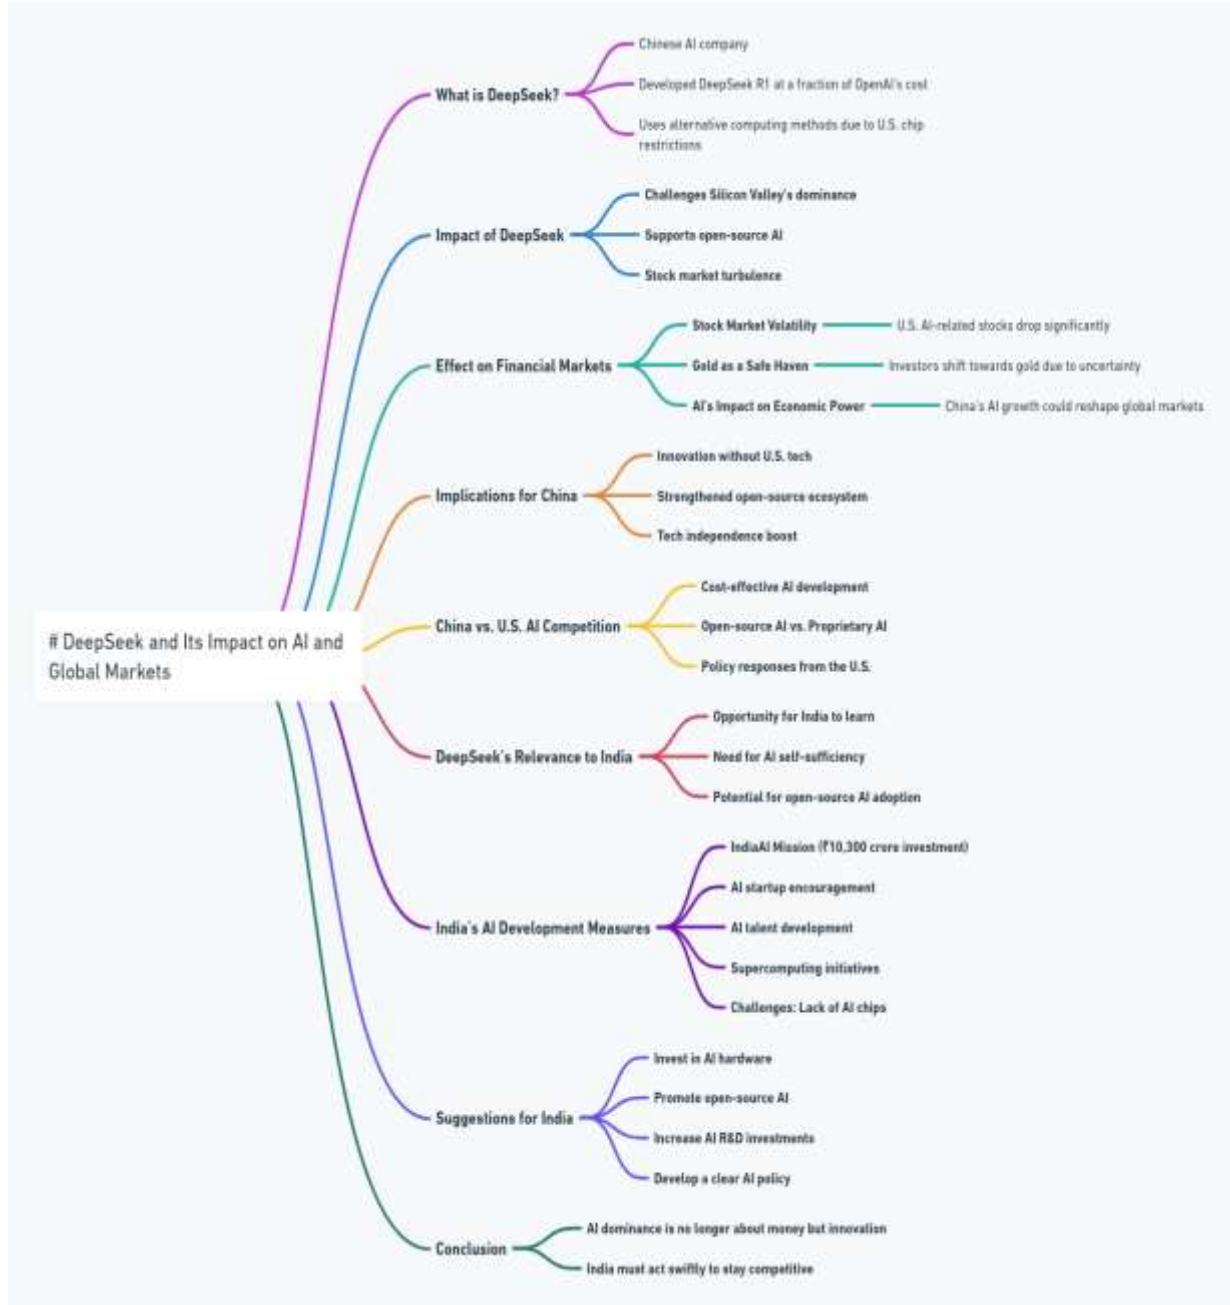 # DeepSeek and Its Impact on AI and
Global Markets
What is DeepSeek?
Chinese AI company
Developed DeepSeek R1 at a fraction of OpenAI's cost
Uses alternative computing methods due to U.S. chip
restrictions
Impact of DeepSeek
Challenges Silicon Valley's dominance
Supports open-source AI
Stock market turbulence
Effect on Financial Markets
Stock Market Volatility
U.S. AI-related stocks drop significantly
Gold as a Safe Haven
Investors shift towards gold due to uncertainty
AI's Impact on Economic Power
China's AI growth could reshape global markets
Implications for China
Innovation without U.S. tech
Strengthened open-source ecosystem
Tech independence boost
China vs. U.S. AI Competition
Cost-effective AI development
Open-source AI vs. Proprietary AI
Policy responses from the U.S.
DeepSeek's Relevance to India
Opportunity for India to learn
Need for AI self-sufficiency
Potential for open-source AI adoption
India's AI Development Measures
IndiaAI Mission (₹10,300 crore investment)
AI startup encouragement
AI talent development
Supercomputing initiatives
Challenges: Lack of AI chips
Suggestions for India
Invest in AI hardware
Promote open-source AI
Increase AI R&D investments
Develop a clear AI policy
Conclusion
AI dominance is no longer about money but innovation
India must act swiftly to stay competitive